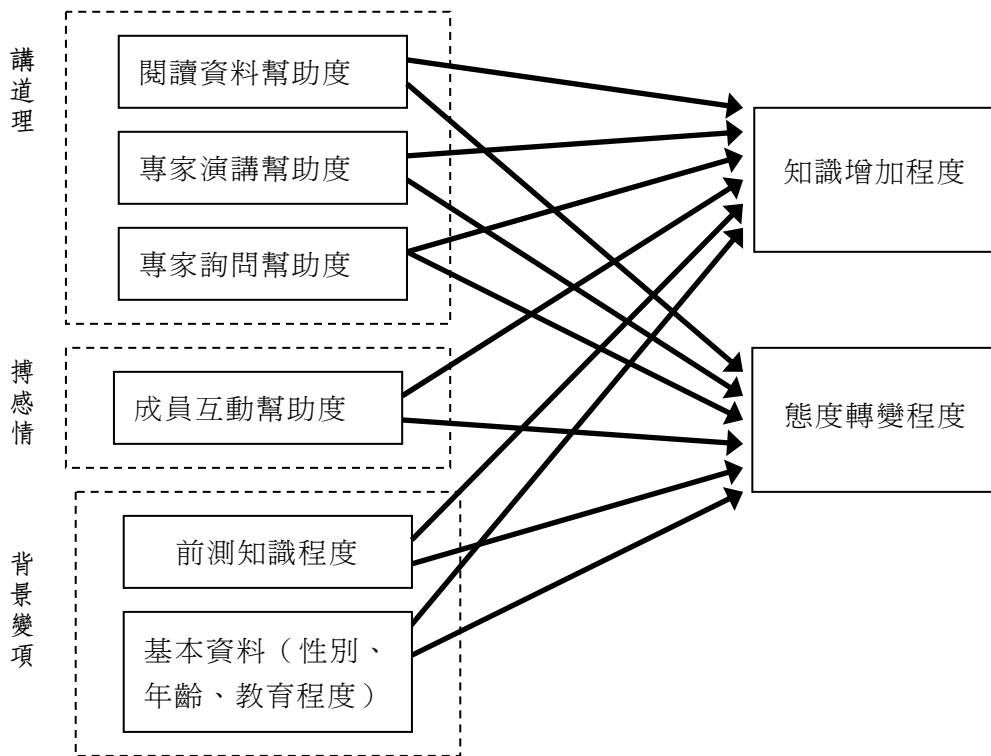 講道理
閱讀資料幫助度
專家演講幫助度
專家詢問幫助度
知識增加程度
搏感情
成員互動幫助度
態度轉變程度
背景變項
前測知識程度
基本資料（性別、
年齡、教育程度）